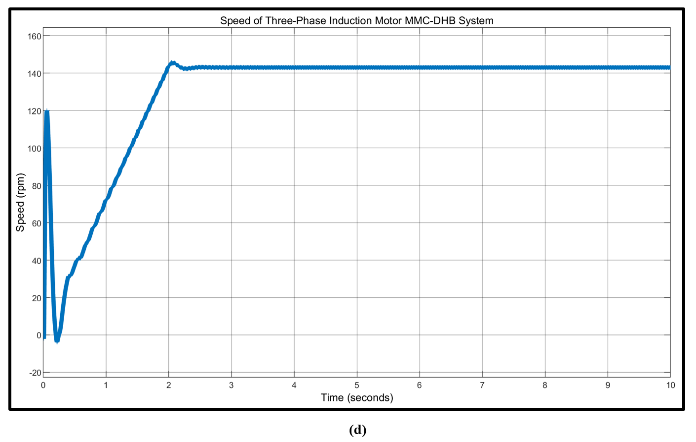 Speed of Three-Phase Induction Motor MMC-DHB System
160
140
120
100
80
60
40
20
0
-20
Speed (rpm)
0 1 2 3 4 5 6 7 8 9 10
Time (seconds)
(d)